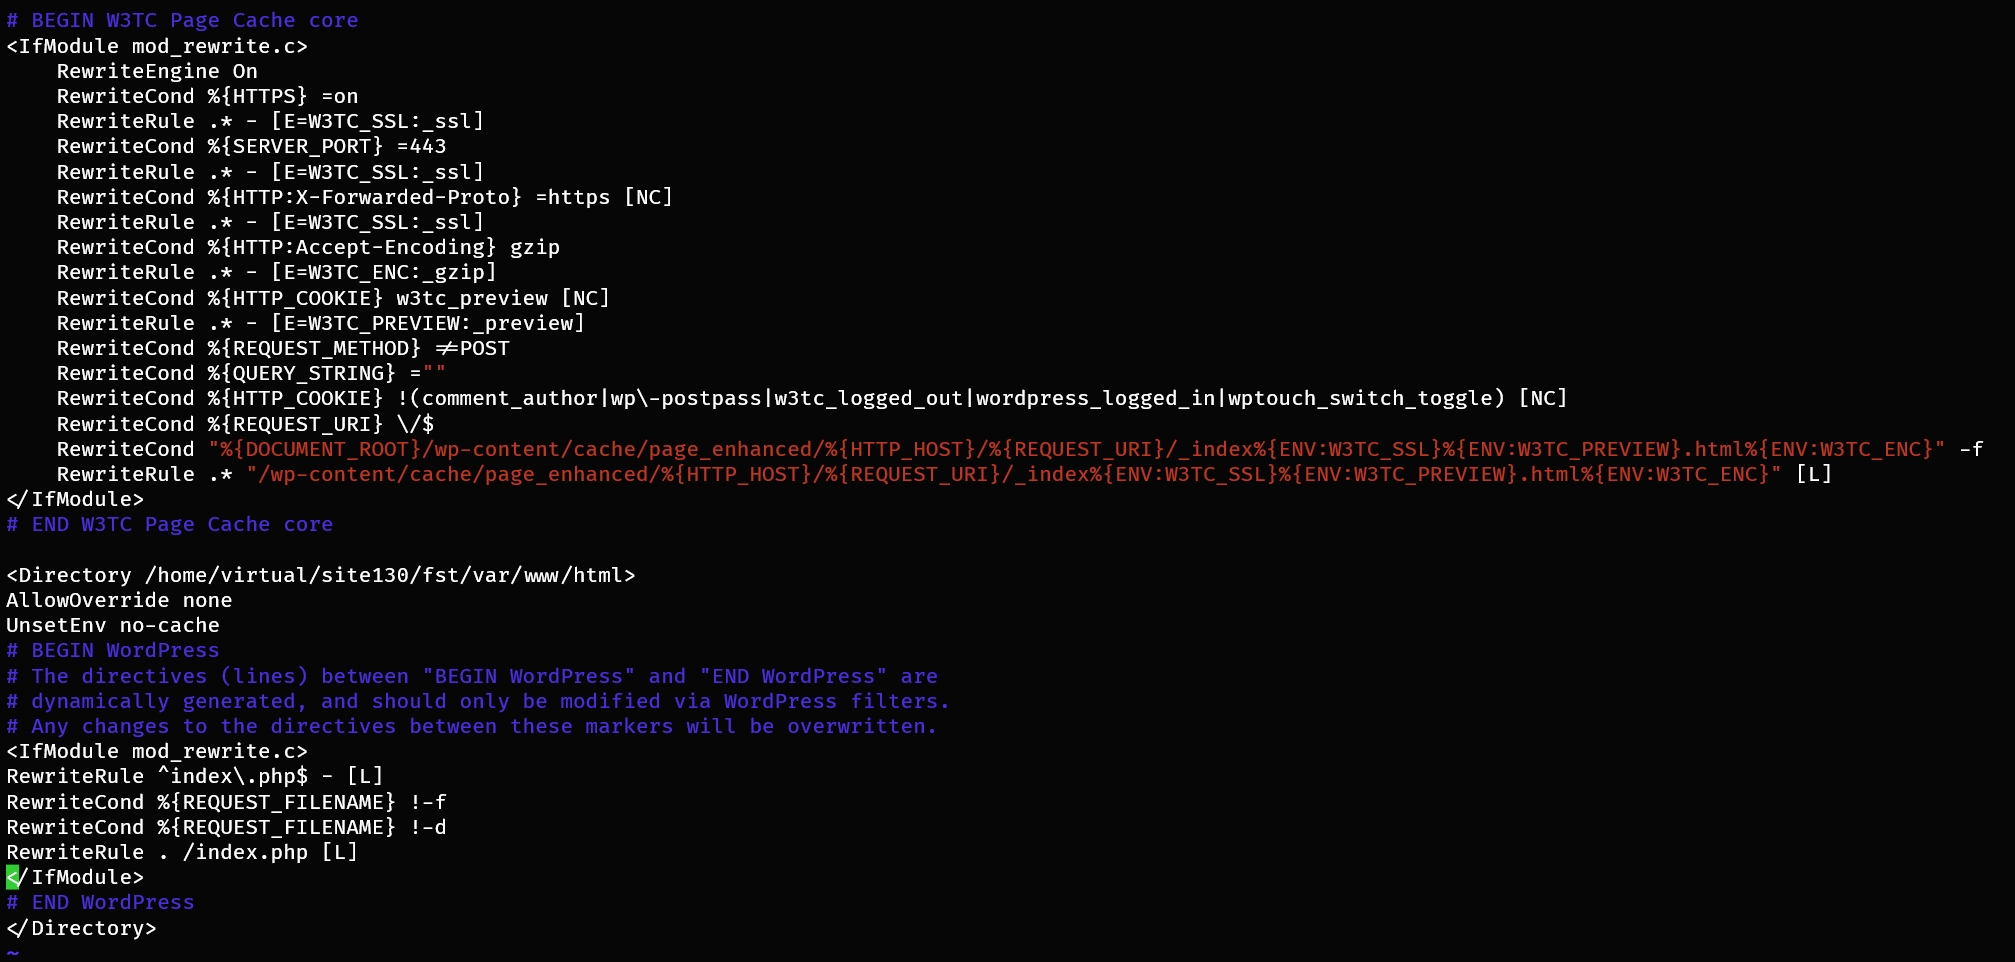 # BEGIN W3TC Page Cache core
<IfModule mod_rewrite.c>
    RewriteEngine On
    RewriteCond %{HTTPS} =on
    RewriteRule .* - [E=W3TC_SSL:_ssl]
    RewriteCond %{SERVER_PORT} =443
    RewriteRule .* - [E=W3TC_SSL:_ssl]
    RewriteCond %{HTTP:X-Forwarded-Proto} =https [NC]
    RewriteRule .* - [E=W3TC_SSL:_ssl]
    RewriteCond %{HTTP:Accept-Encoding} gzip
    RewriteRule .* - [E=W3TC_ENC:_gzip]
    RewriteCond %{HTTP_COOKIE} w3tc_preview [NC]
    RewriteRule .* - [E=W3TC_PREVIEW:_preview]
    RewriteCond %{REQUEST_METHOD} !=POST
    RewriteCond %{QUERY_STRING} =""
    RewriteCond %{HTTP_COOKIE} !(comment_author|wp\-postpass|w3tc_logged_out|wordpress_logged_in|wptouch_switch_toggle) [NC]
    RewriteCond %{REQUEST_URI} \/$
    RewriteCond "%{DOCUMENT_ROOT}/wp-content/cache/page_enhanced/%{HTTP_HOST}/%{REQUEST_URI}/_index%{ENV:W3TC_SSL}%{ENV:W3TC_PREVIEW}.html%{ENV:W3TC_ENC}" -f
    RewriteRule .* "/wp-content/cache/page_enhanced/%{HTTP_HOST}/%{REQUEST_URI}/_index%{ENV:W3TC_SSL}%{ENV:W3TC_PREVIEW}.html%{ENV:W3TC_ENC}" [L]
</IfModule>
# END W3TC Page Cache core

<Directory /home/virtual/site130/fst/var/www/html>
AllowOverride none
UnsetEnv no-cache
# BEGIN WordPress
# The directives (lines) between "BEGIN WordPress" and "END WordPress" are
# dynamically generated, and should only be modified via WordPress filters.
# Any changes to the directives between these markers will be overwritten.
<IfModule mod_rewrite.c>
RewriteRule ^index\.php$ - [L]
RewriteCond %{REQUEST_FILENAME} !-f
RewriteCond %{REQUEST_FILENAME} !-d
RewriteRule . /index.php [L]
</IfModule>
# END WordPress
</Directory>
~